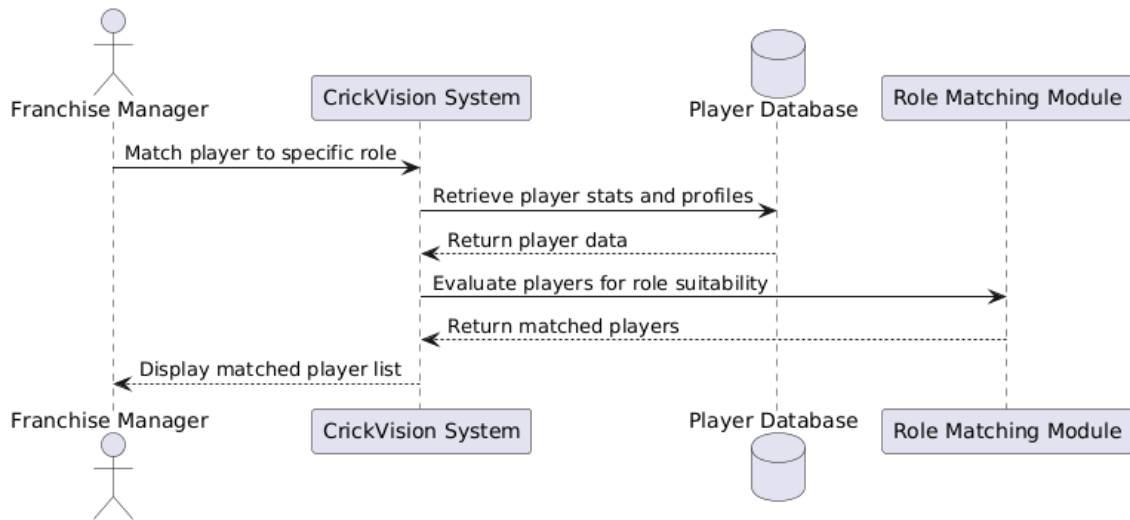 Franchise Manager
CrickVision System
Player Database
Role Matching Module
Match player to specific role
Retrieve player stats and profiles
Return player data
Evaluate players for role suitability
Return matched players
Display matched player list
Franchise Manager
CrickVision System
Player Database
Role Matching Module